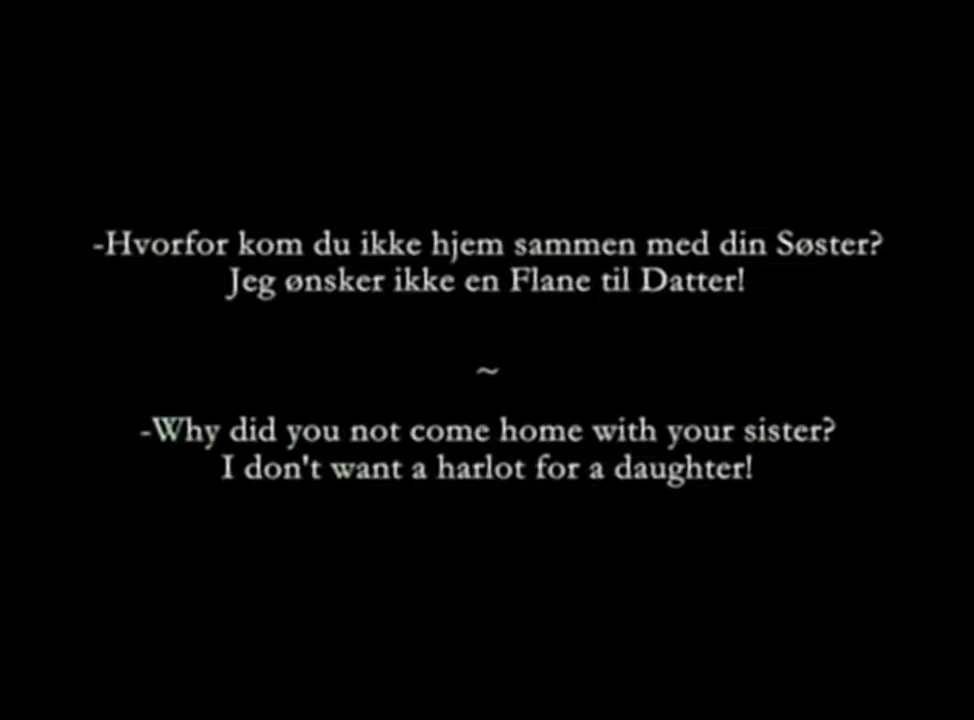 -Hvorfor kom du ikke hjem sammen med din Søster?
Jeg ønsker ikke en Flane til Datter!
~
-Why did you not come home with your sister?
I don't want a harlot for a daughter!